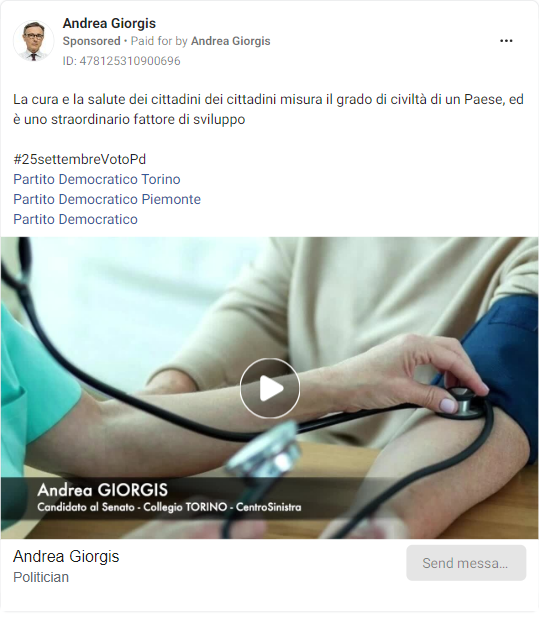 Andrea Giorgis
Sponsored • Paid for by Andrea Giorgis
ID: 478125310900696
La cura e la salute dei cittadini dei cittadini misura il grado di civiltà di un Paese, ed
è uno straordinario fattore di sviluppo
#25settembreVotoPd
Partito Democratico Torino
Partito Democratico Piemonte
Partito Democratico
Andrea GIORGIS
Candidato al Senato - Collegio TORINO - CentroSinistra
Andrea Giorgis
Politician
Send messa...